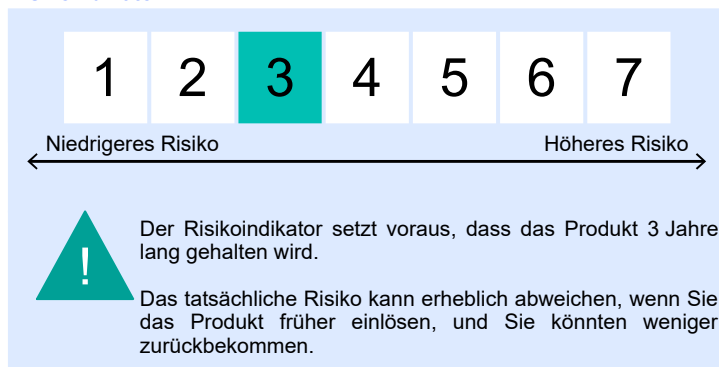 1 2 3 4 5 6 7
Niedrigeres Risiko Höheres Risiko
!
Der Risikoindikator setzt voraus, dass das Produkt 3 Jahre
lang gehalten wird.
Das tatsächliche Risiko kann erheblich abweichen, wenn Sie
das Produkt früher einlösen, und Sie könnten weniger
zurückbekommen.